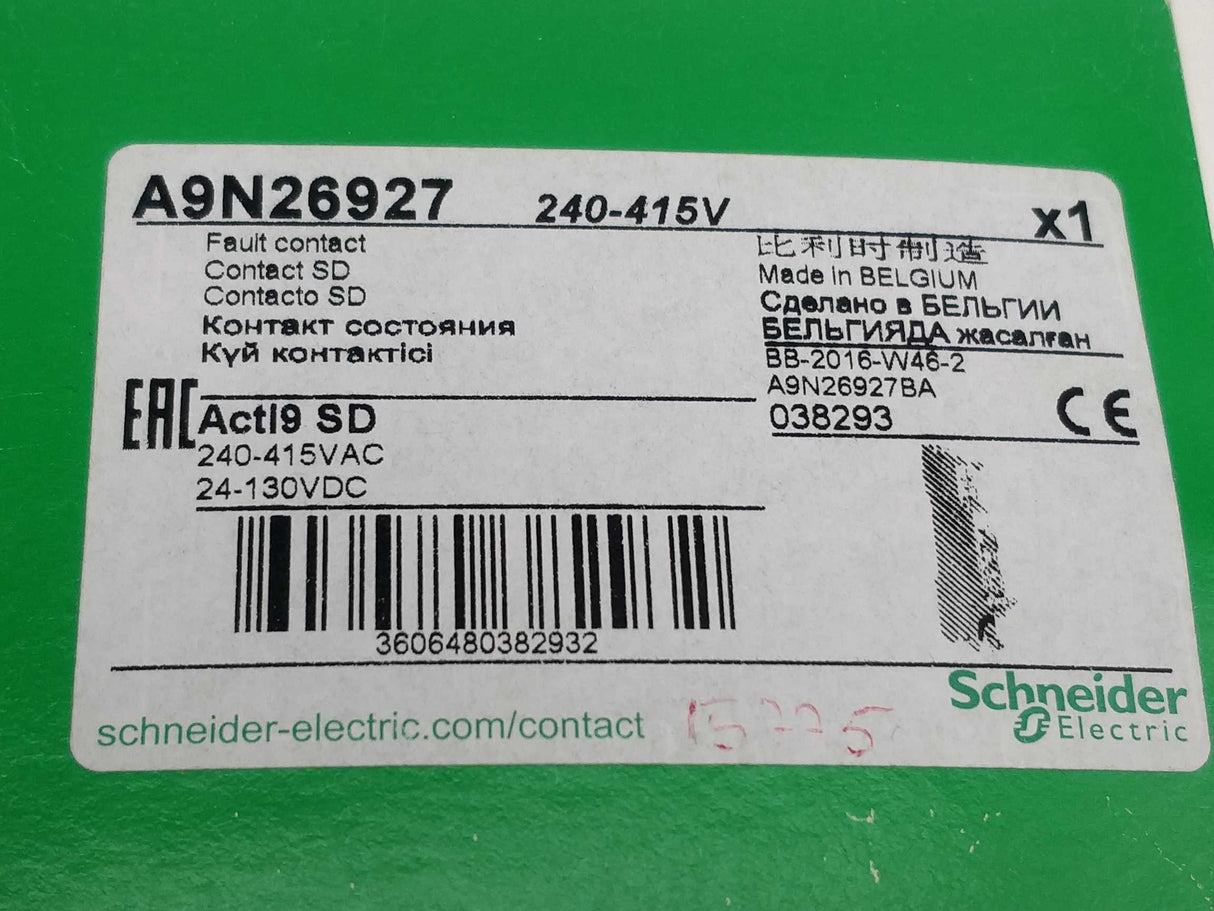 A9N26927 240-415V x1
Fault contact
Contact SD
Contacto SD
Контакт состояния
Күй контактісі
比利时制造
Made in BELGIUM
Сделано в БЕЛЬГИИ
БЕЛЬГИЯДА жасалған
BB-2016-W46-2
A9N26927BA
038293
CE
EAC
Acti9 SD
240-415VAC
24-130VDC
3606480382932
schneider-electric.com/contact
Schneider
Electric